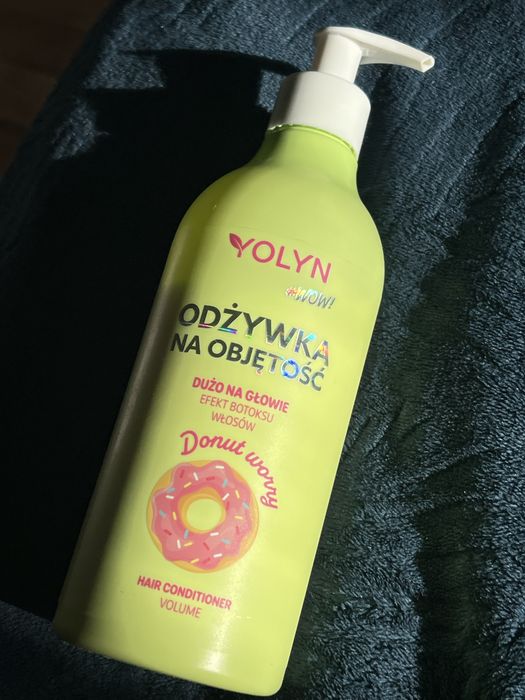 YOLYN
#WOW!
ODŻYWKA
NA OBJĘTOŚĆ
DUŻO NA GŁOWIE
EFEKT BOTOKSU
WŁOSÓW
Donut worry
HAIR CONDITIONER
VOLUME